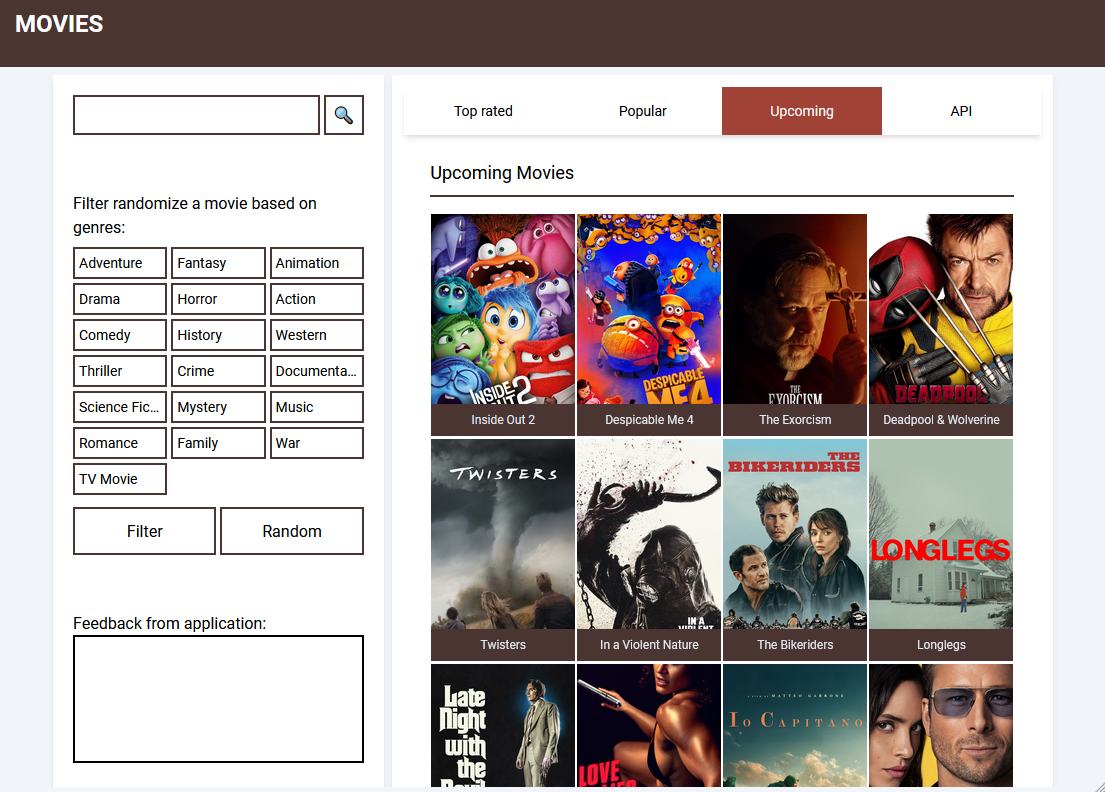 MOVIES
Filter randomize a movie based on
genres:
Adventure
Fantasy
Animation
Drama
Horror
Action
Comedy
History
Western
Thriller
Crime
Documenta...
Science Fic...
Mystery
Music
Romance
Family
War
TV Movie
Filter
Random
Feedback from application:
Top rated
Popular
Upcoming
API
Upcoming Movies
INSIDE
OUT 2
DESPICABLE
ME 4
THE
EXORCISM
DEADPOOL
Inside Out 2
Despicable Me 4
The Exorcism
Deadpool & Wolverine
TWISTERS
IN A
VIOLENT
THE
BIKERIDERS
LONGLEGS
Twisters
In a Violent Nature
The Bikeriders
Longlegs
Late
Night
with
the
LOVE
A FILM BY MATTEO GARRONE
IO CAPITANO